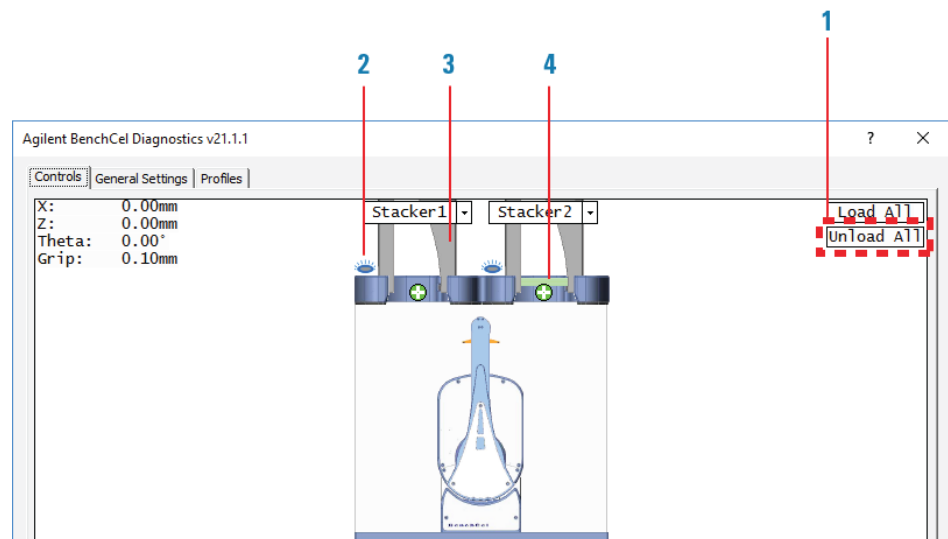 1
2 3 4
Agilent BenchCel Diagnostics v21.1.1 ?
Controls General Settings Profiles
X: 0.00mm
Z: 0.00mm
Theta: 0.00°
Grip: 0.10mm
Stacker1 Stacker2
Load All
Unload All
BenchCel